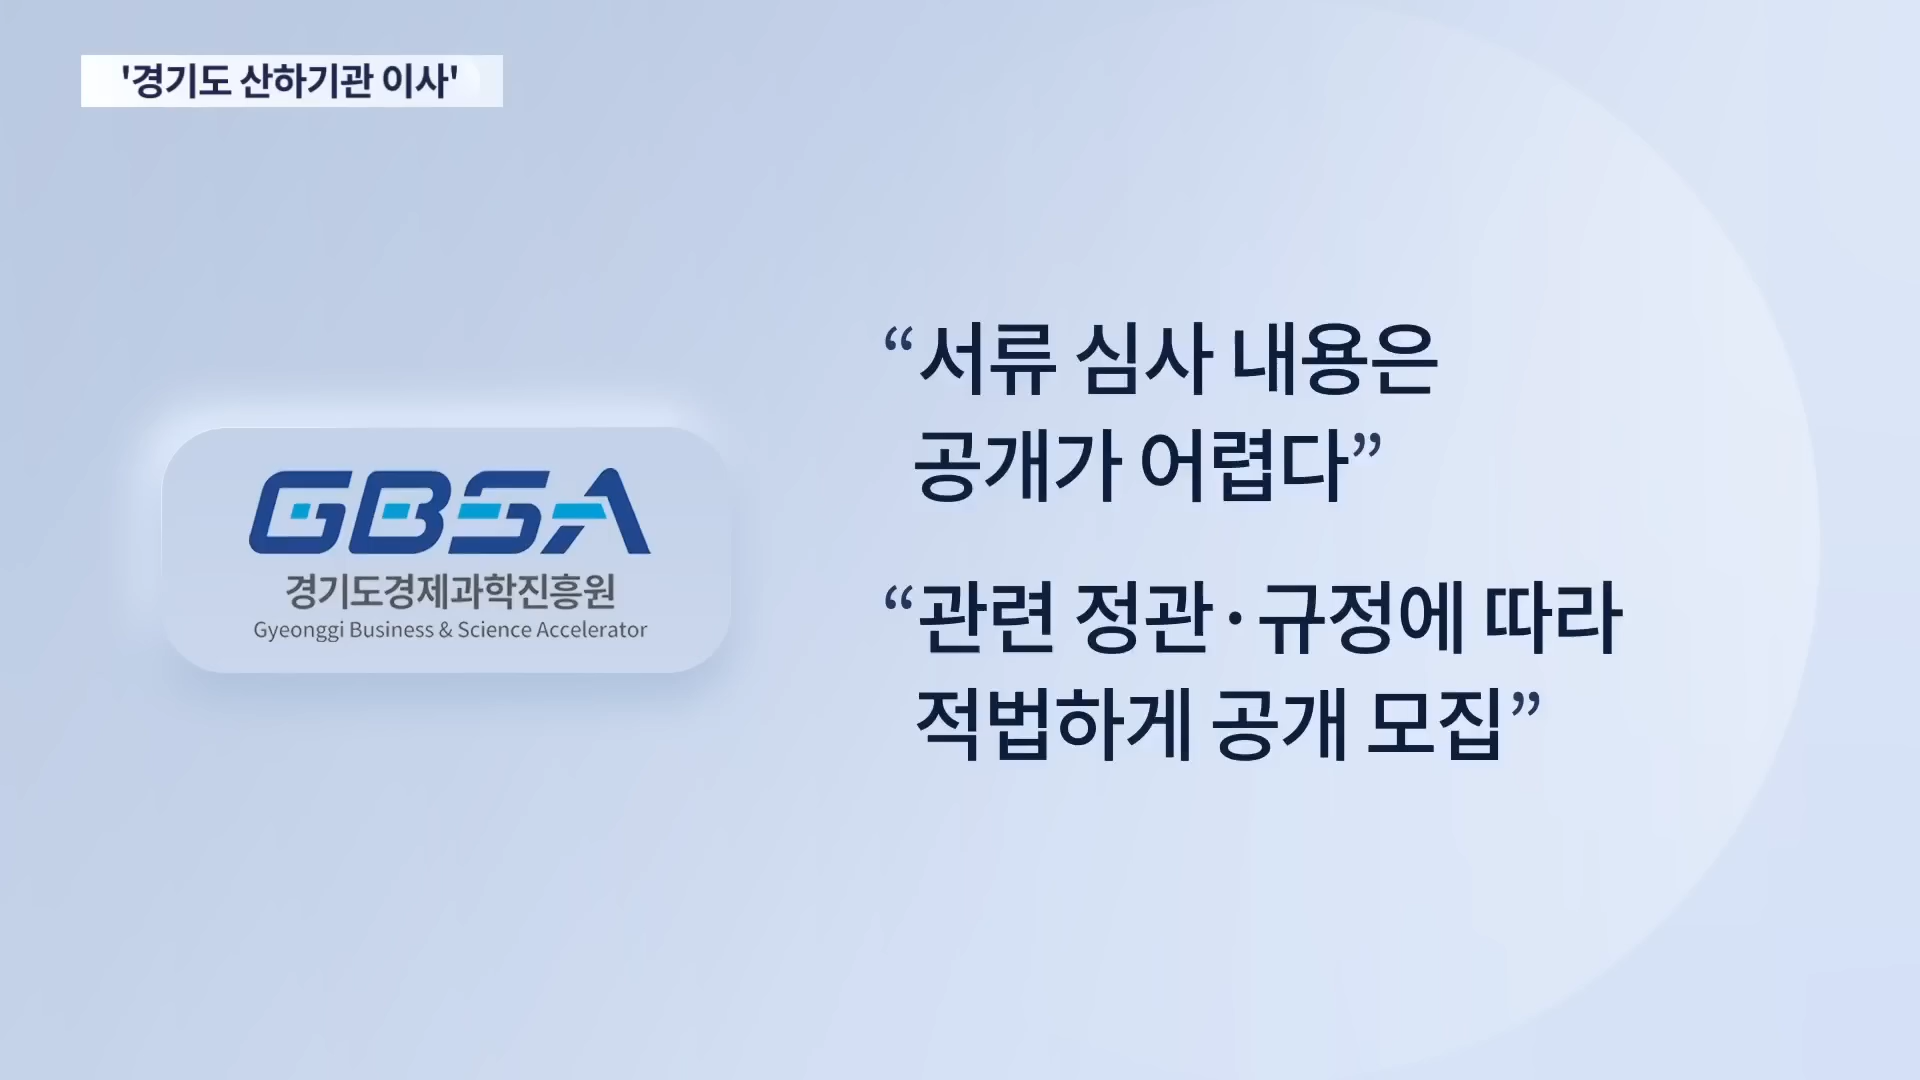 '경기도 산하기관 이사'
GBSA
경기도경제과학진흥원
Gyeonggi Business & Science Accelerator
“서류 심사 내용은
공개가 어렵다”
“관련 정관·규정에 따라
적법하게 공개 모집”